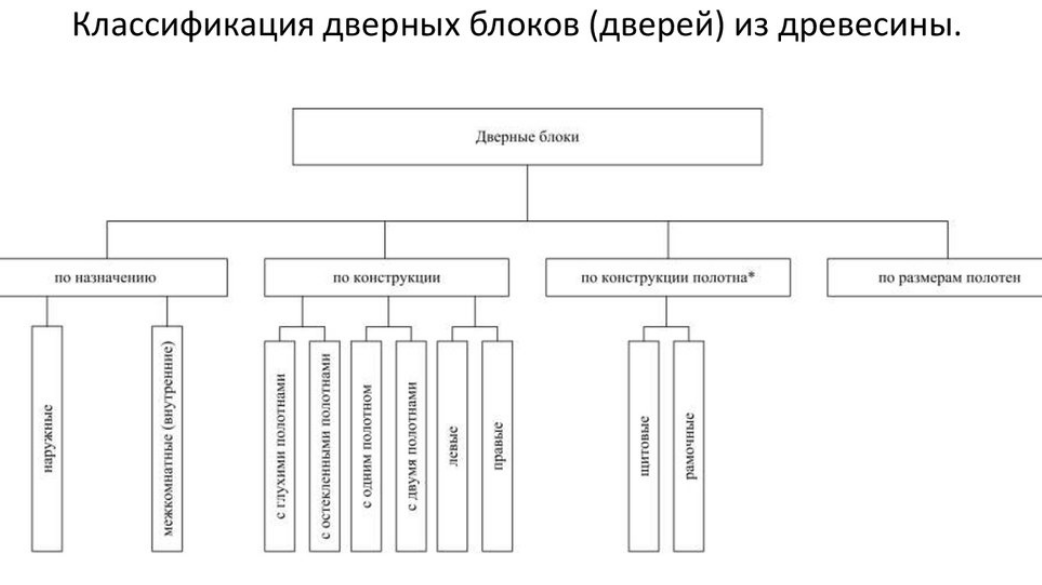 Классификация дверных блоков (дверей) из древесины.
Дверные блоки
по назначению
по конструкции
по конструкции полотна*
по размерам полотен
наружные
межкомнатные (внутренние)
с глухими полотнами
с остекленными полотнами
с одним полотном
с двумя полотнами
левые
правые
щитовые
рамочные